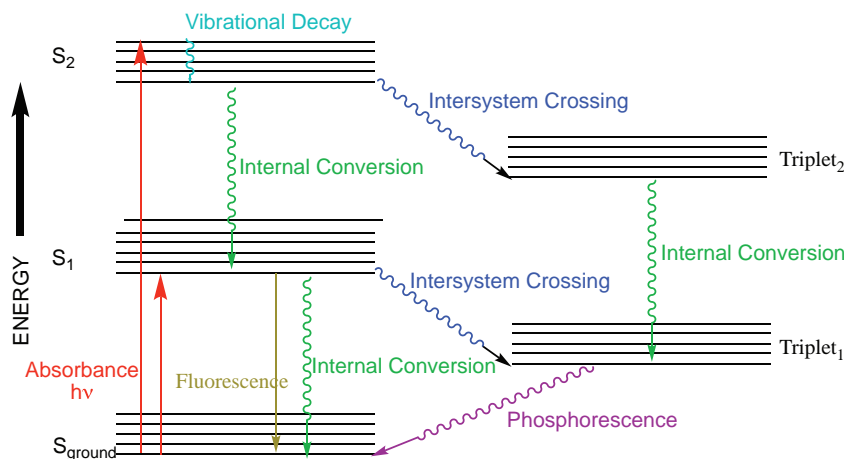 Vibrational Decay
S2
Intersystem Crossing
Triplet2
Internal Conversion
ENERGY
S1
Internal Conversion
Intersystem Crossing
Triplet1
Absorbance
hν
Fluorescence
Internal Conversion
Phosphorescence
Sground